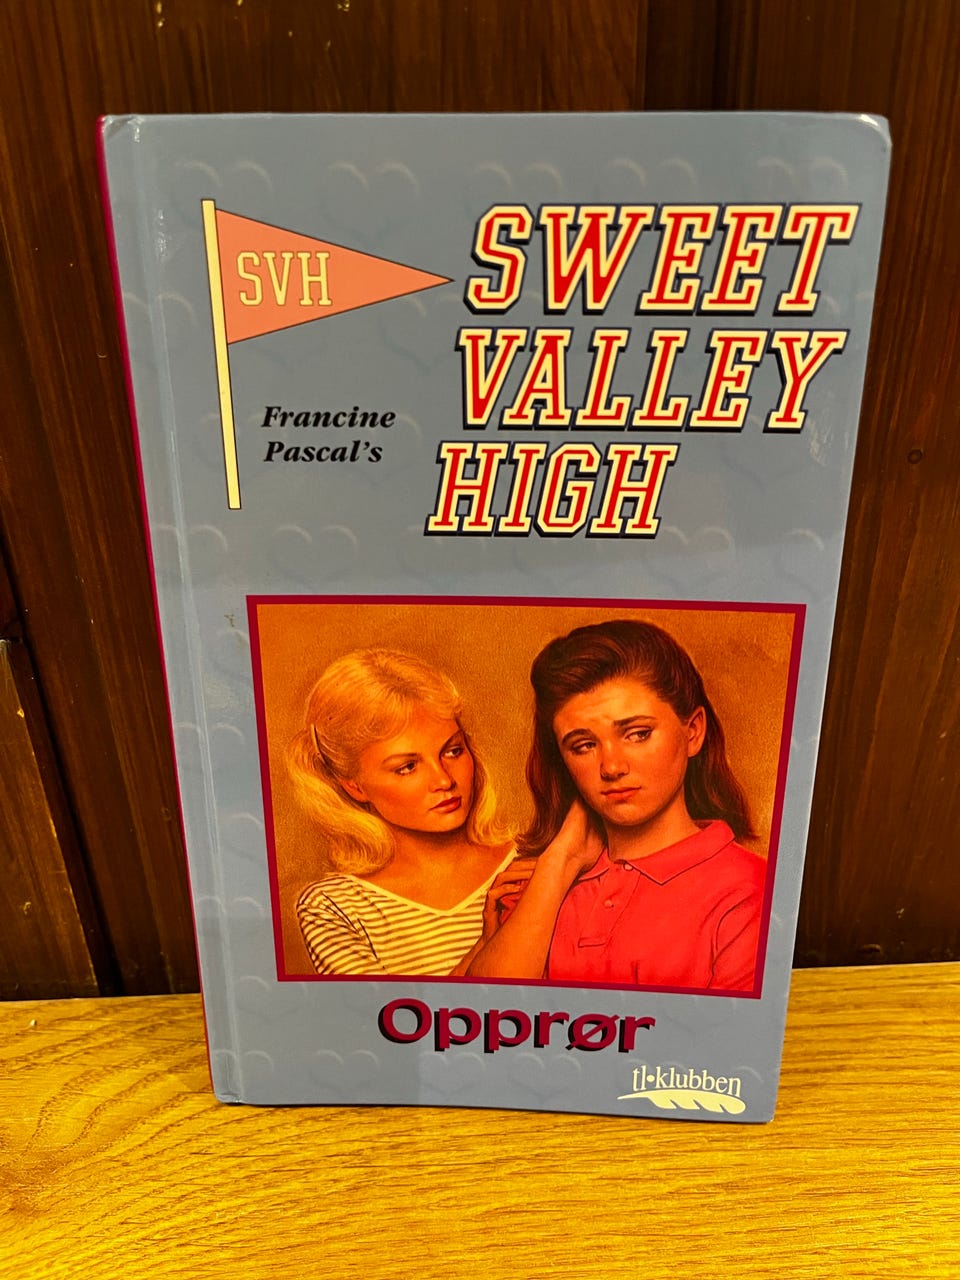 SVH
SWEET
VALLEY
HIGH
Francine
Pascal's
Opprør
tl•klubben